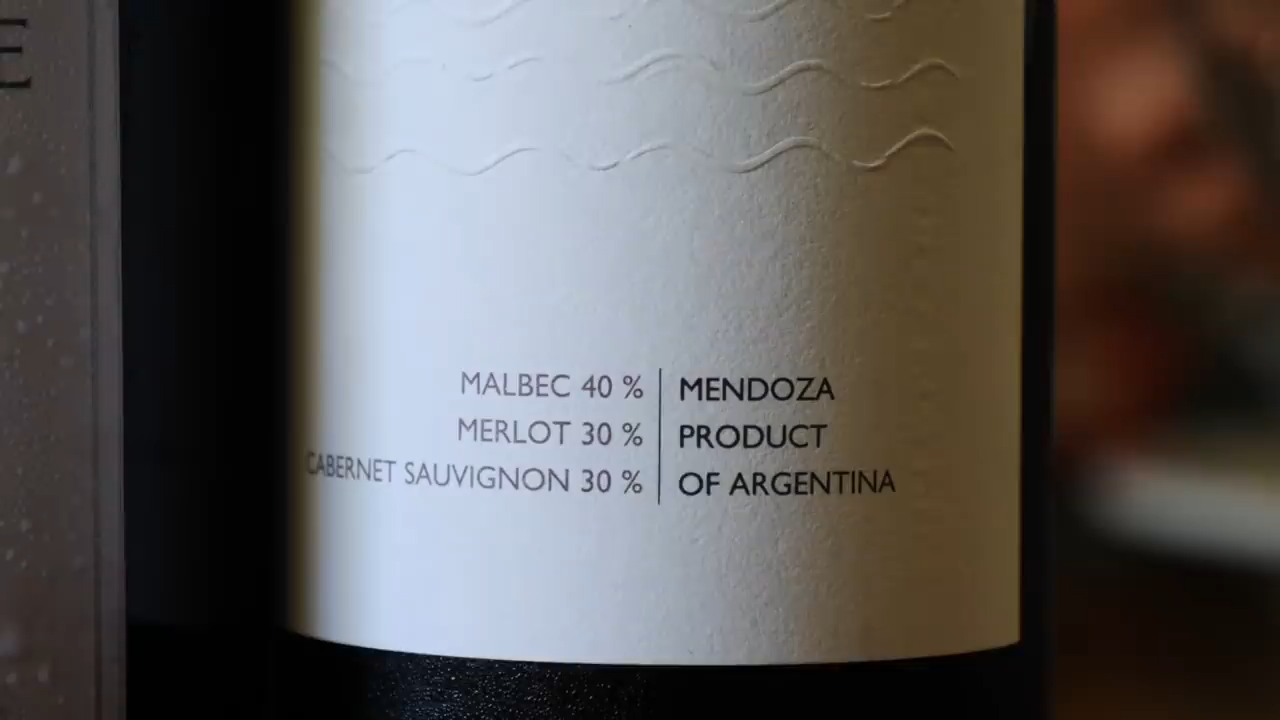 MALBEC 40 %
MERLOT 30 %
CABERNET SAUVIGNON 30 %
MENDOZA
PRODUCT
OF ARGENTINA